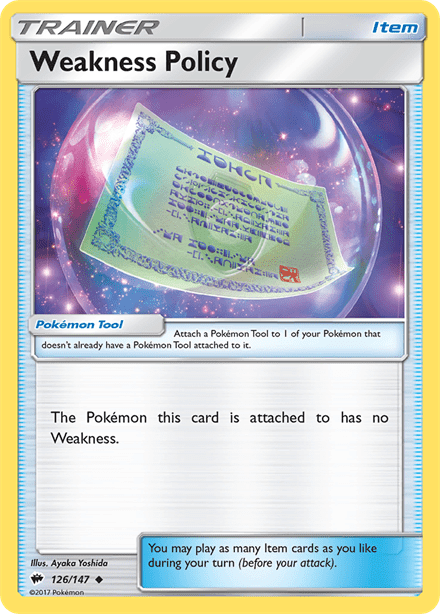 TRAINER
Item
Weakness Policy
Pokémon Tool
Attach a Pokémon Tool to 1 of your Pokémon that
doesn't already have a Pokémon Tool attached to it.
The Pokémon this card is attached to has no
Weakness.
You may play as many Item cards as you like
during your turn (before your attack).
Illus. Ayaka Yoshida
126/147
©2017 Pokémon